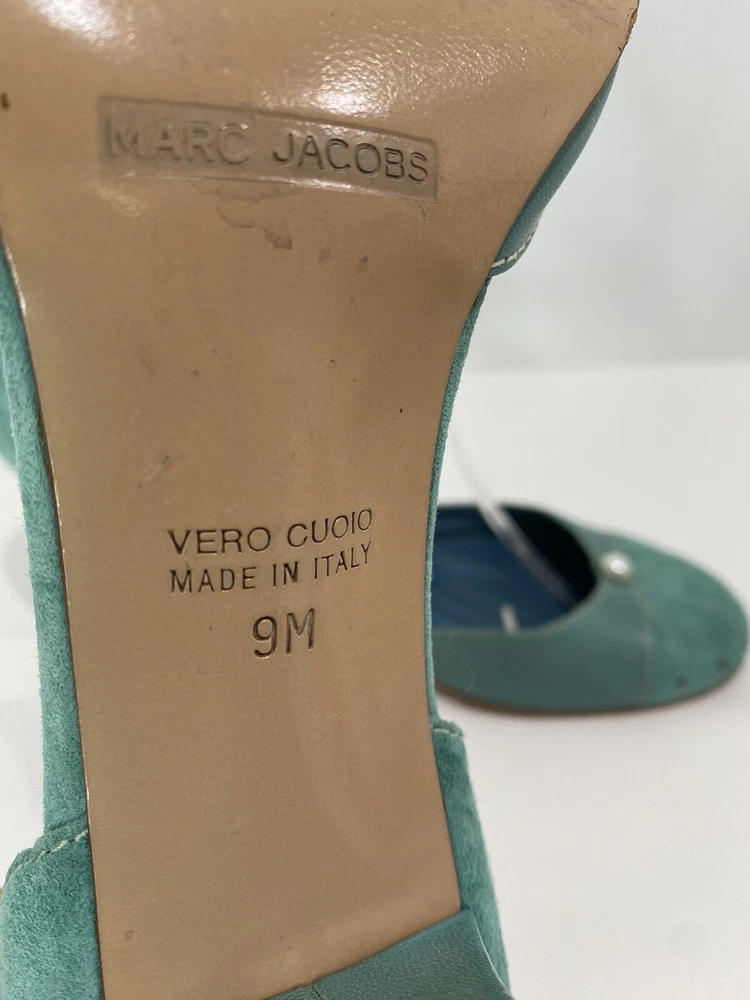 MARC JACOBS
VERO CUOIO
MADE IN ITALY
9M